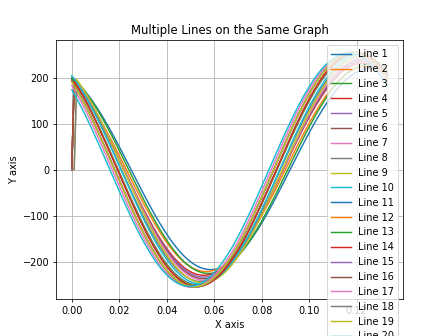 Multiple Lines on the Same Graph
Y axis
200
100
0
−100
−200
0.00
0.02
0.04
0.06
0.08
0.10
X axis
Line 1
Line 2
Line 3
Line 4
Line 5
Line 6
Line 7
Line 8
Line 9
Line 10
Line 11
Line 12
Line 13
Line 14
Line 15
Line 16
Line 17
Line 18
Line 19
Line 20